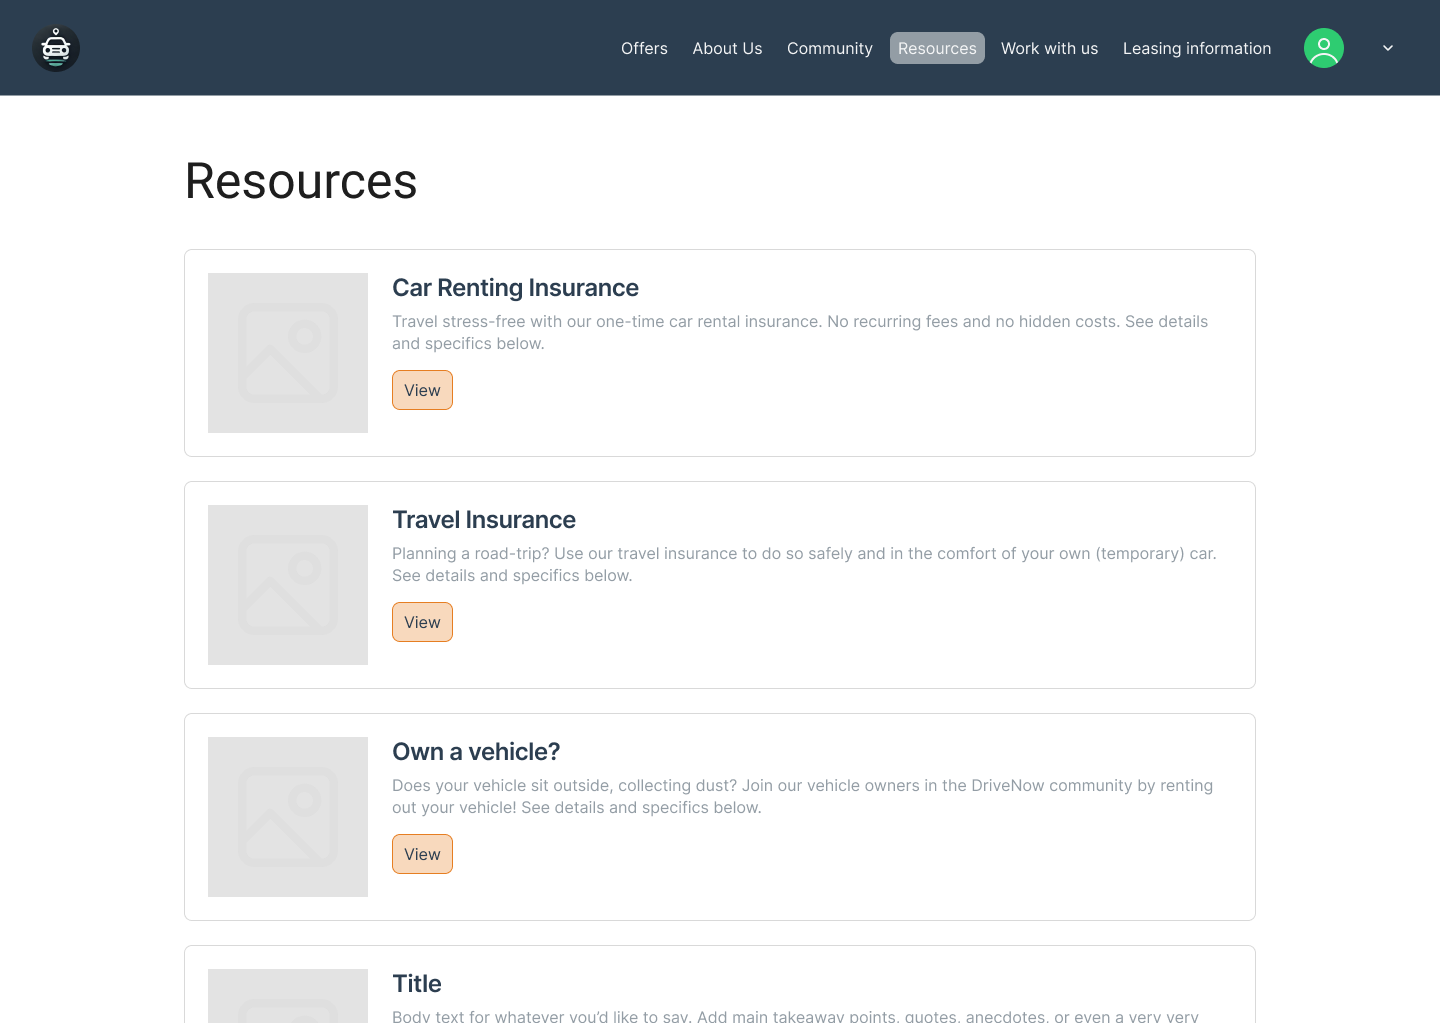 Offers About Us Community Resources Work with us Leasing information
Resources
Car Renting Insurance
Travel stress-free with our one-time car rental insurance. No recurring fees and no hidden costs. See details
and specifics below.
View
Travel Insurance
Planning a road-trip? Use our travel insurance to do so safely and in the comfort of your own (temporary) car.
See details and specifics below.
View
Own a vehicle?
Does your vehicle sit outside, collecting dust? Join our vehicle owners in the DriveNow community by renting
out your vehicle! See details and specifics below.
View
Title
Body text for whatever you’d like to say. Add main takeaway points, quotes, anecdotes, or even a very very